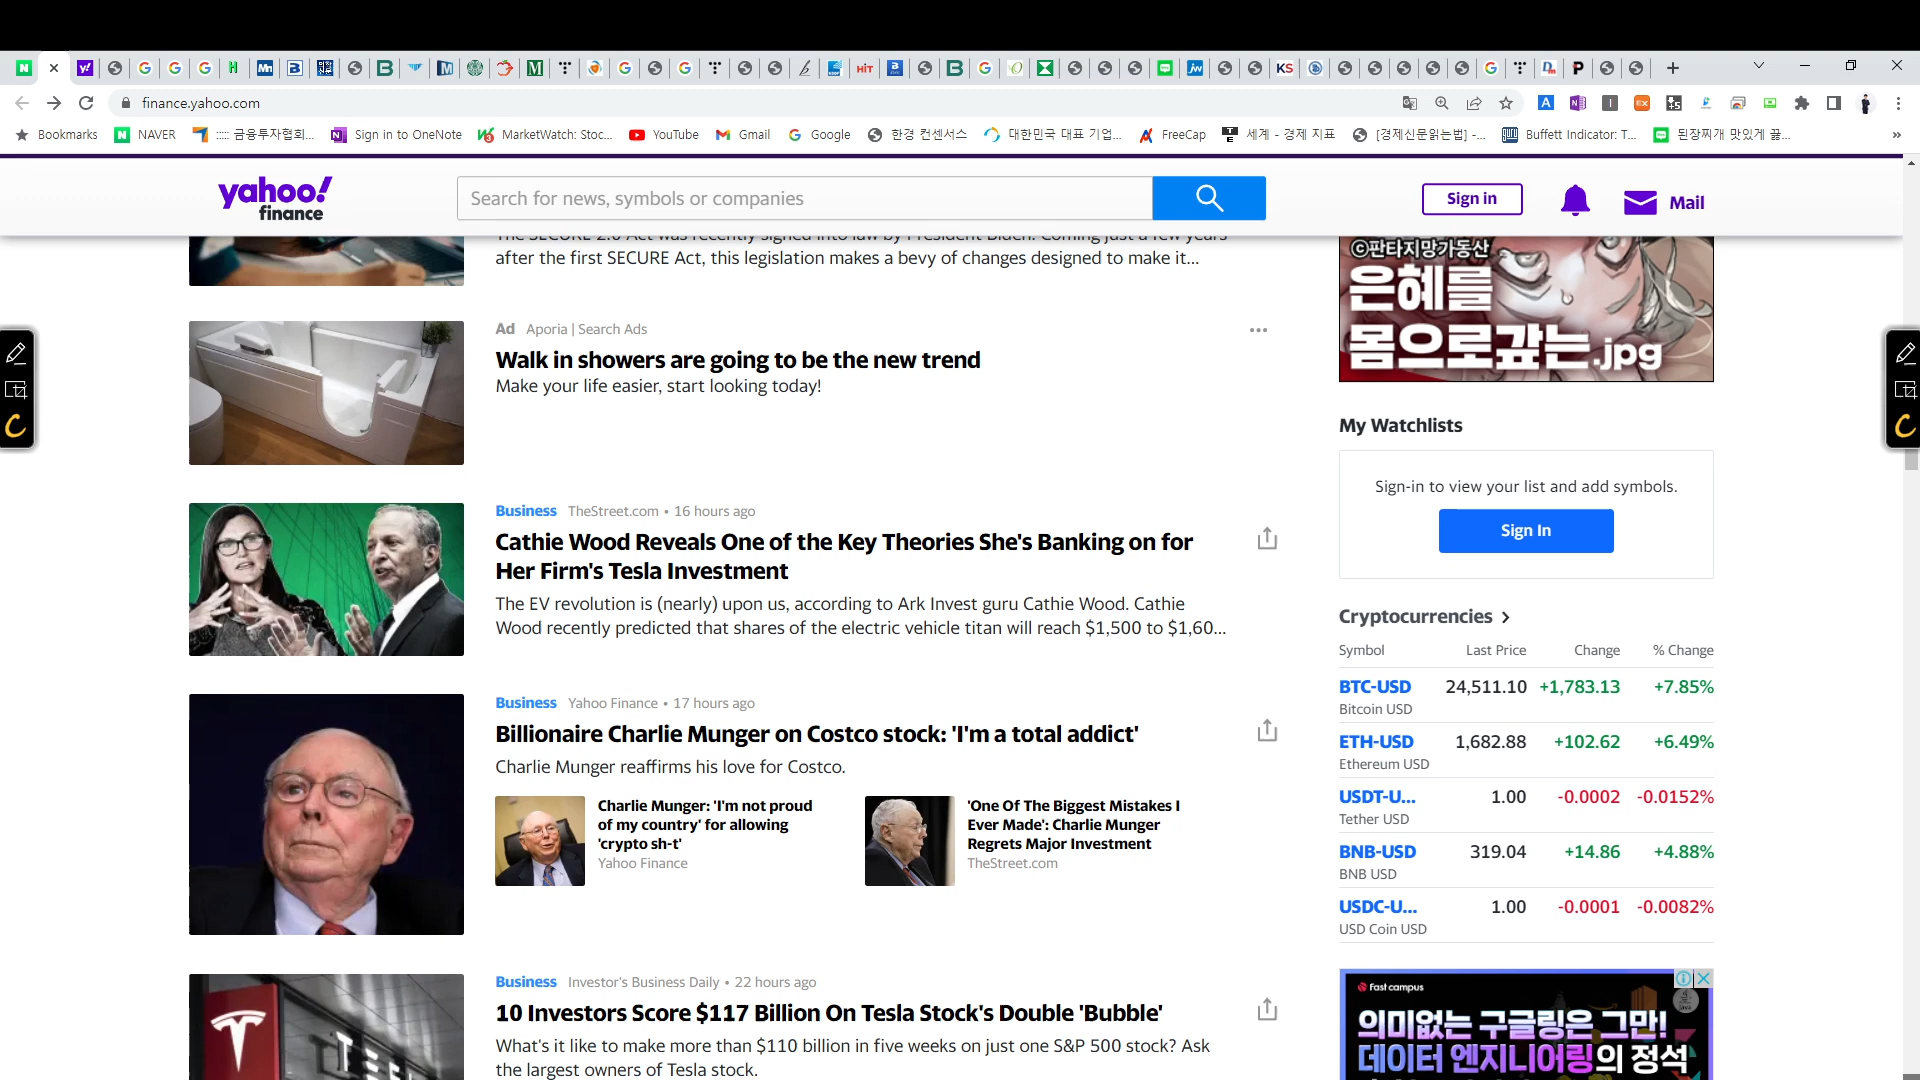 finance.yahoo.com
Bookmarks
NAVER
::::: 금융투자협회...
Sign in to OneNote
MarketWatch: Stoc...
YouTube
Gmail
Google
한경 컨센서스
대한민국 대표 기업...
FreeCap
세계 - 경제 지표
[경제신문읽는법] -...
Buffett Indicator: T...
된장찌개 맛있게 끓...
yahoo!
finance
Search for news, symbols or companies
Sign in
Mail
The SECURE 2.0 Act was recently signed into law by President Biden. Coming just a few years
after the first SECURE Act, this legislation makes a bevy of changes designed to make it...
Ad Aporia | Search Ads
Walk in showers are going to be the new trend
Make your life easier, start looking today!
Business TheStreet.com • 16 hours ago
Cathie Wood Reveals One of the Key Theories She's Banking on for
Her Firm's Tesla Investment
The EV revolution is (nearly) upon us, according to Ark Invest guru Cathie Wood. Cathie
Wood recently predicted that shares of the electric vehicle titan will reach $1,500 to $1,60...
Business Yahoo Finance • 17 hours ago
Billionaire Charlie Munger on Costco stock: 'I'm a total addict'
Charlie Munger reaffirms his love for Costco.
Charlie Munger: 'I'm not proud
of my country' for allowing
'crypto sh-t'
Yahoo Finance
'One Of The Biggest Mistakes I
Ever Made': Charlie Munger
Regrets Major Investment
TheStreet.com
Business Investor's Business Daily • 22 hours ago
10 Investors Score $117 Billion On Tesla Stock's Double 'Bubble'
What's it like to make more than $110 billion in five weeks on just one S&P 500 stock? Ask
the largest owners of Tesla stock.
©판타지망가동산
은혜를
몸으로갚는.jpg
My Watchlists
Sign-in to view your list and add symbols.
Sign In
Cryptocurrencies
Symbol Last Price Change % Change
BTC-USD 24,511.10 +1,783.13 +7.85%
Bitcoin USD
ETH-USD 1,682.88 +102.62 +6.49%
Ethereum USD
USDT-U... 1.00 -0.0002 -0.0152%
Tether USD
BNB-USD 319.04 +14.86 +4.88%
BNB USD
USDC-U... 1.00 -0.0001 -0.0082%
USD Coin USD
fast campus
의미없는 구글링은 그만!
데이터 엔지니어링의 정석